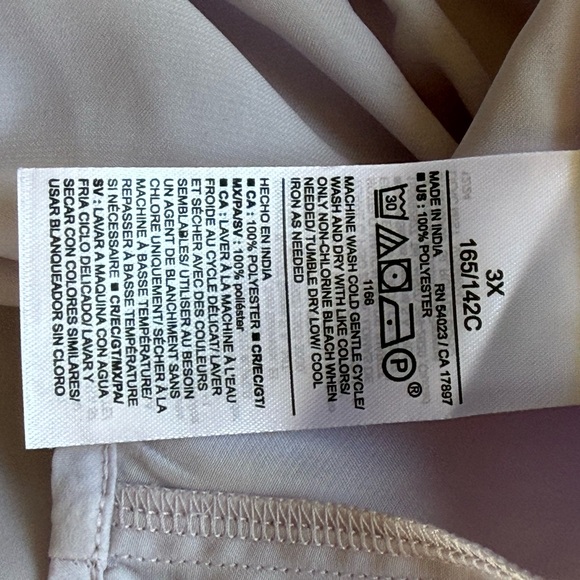 3X
165/142C
MADE IN INDIA RN 54023 / CA 17897
■ US : 100% POLYESTER
30
P
®
1166
MACHINE WASH COLD GENTLE CYCLE/
WASH AND DRY WITH LIKE COLORS/
ONLY NON-CHLORINE BLEACH WHEN
NEEDED/ TUMBLE DRY LOW/ COOL
IRON AS NEEDED
HECHO EN INDIA
■ CA : 100% POLYESTER ■ CR/EC/GT/
MX/PA/SV : 100% poliéster
■ CA : LAVER À LA MACHINE À L'EAU
FROIDE AU CYCLE DÉLICAT/ LAVER
ET SÉCHER AVEC DES COULEURS
SEMBLABLES/ UTILISER AU BESOIN
UN AGENT DE BLANCHIMENT SANS
CHLORE UNIQUEMENT/ SÉCHER À LA
MACHINE À BASSE TEMPÉRATURE/
REPASSER À BASSE TEMPÉRATURE
SI NÉCESSAIRE ■ CR/EC/GT/MX/PA/
SV : LAVAR A MAQUINA CON AGUA
FRIA CICLO DELICADO/ LAVAR Y
SECAR CON COLORES SIMILARES/
USAR BLANQUEADOR SIN CLORO